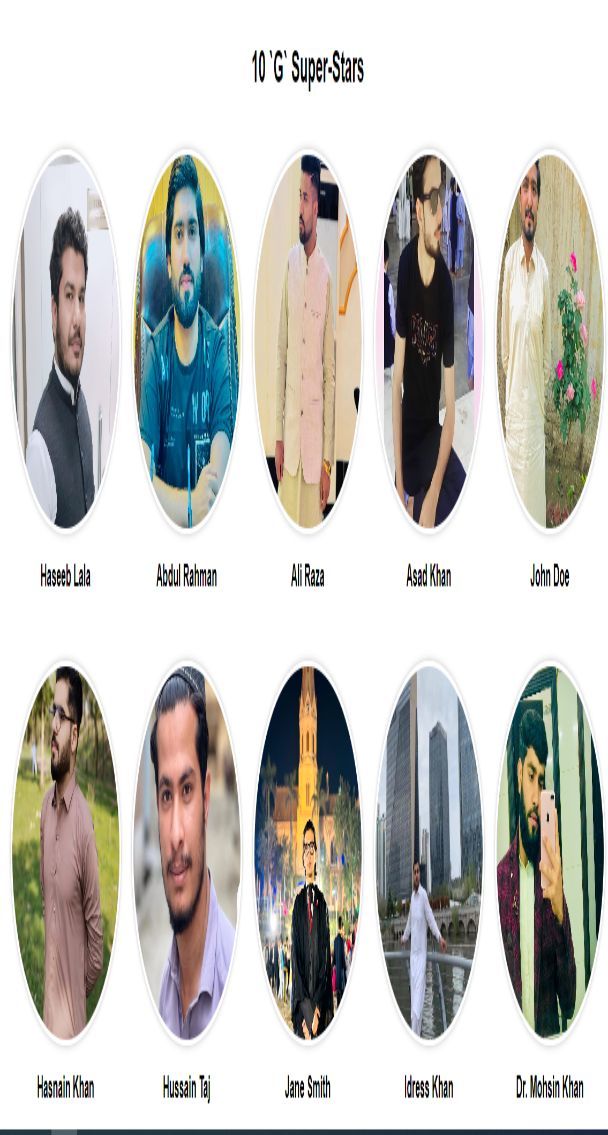 10 `G` Super-Stars
Haseeb Lala
Abdul Rahman
Ali Raza
Asad Khan
John Doe
Hasnain Khan
Hussain Taj
Jane Smith
Idress Khan
Dr. Mohsin Khan